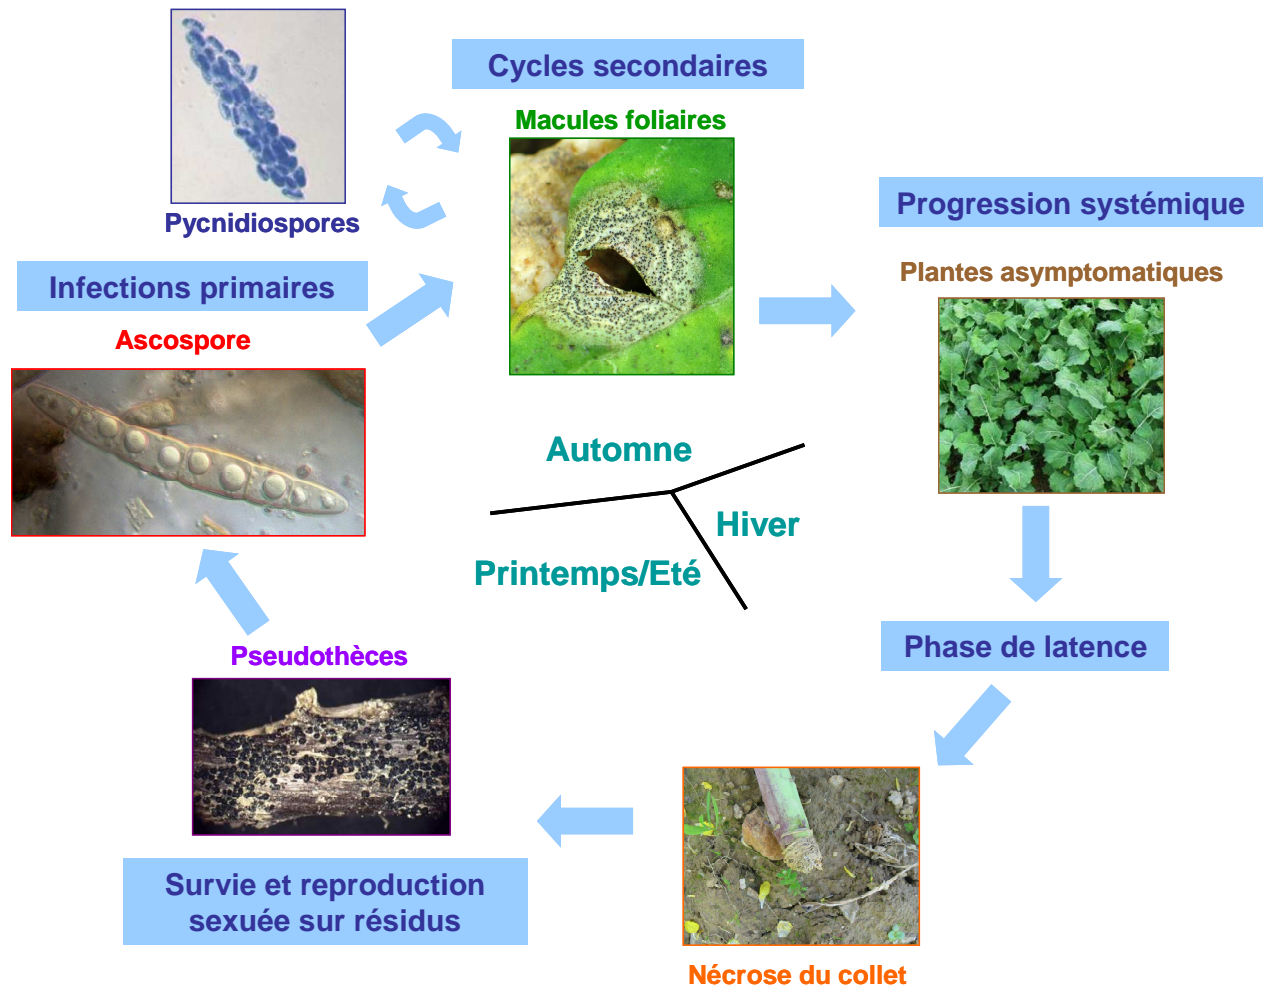 Cycles secondaires
Macules foliaires
Pycnidiospores
Progression systémique
Plantes asymptomatiques
Infections primaires
Ascospore
Automne
Hiver
Printemps/Eté
Phase de latence
Pseudothèces
Survie et reproduction
sexuée sur résidus
Nécrose du collet